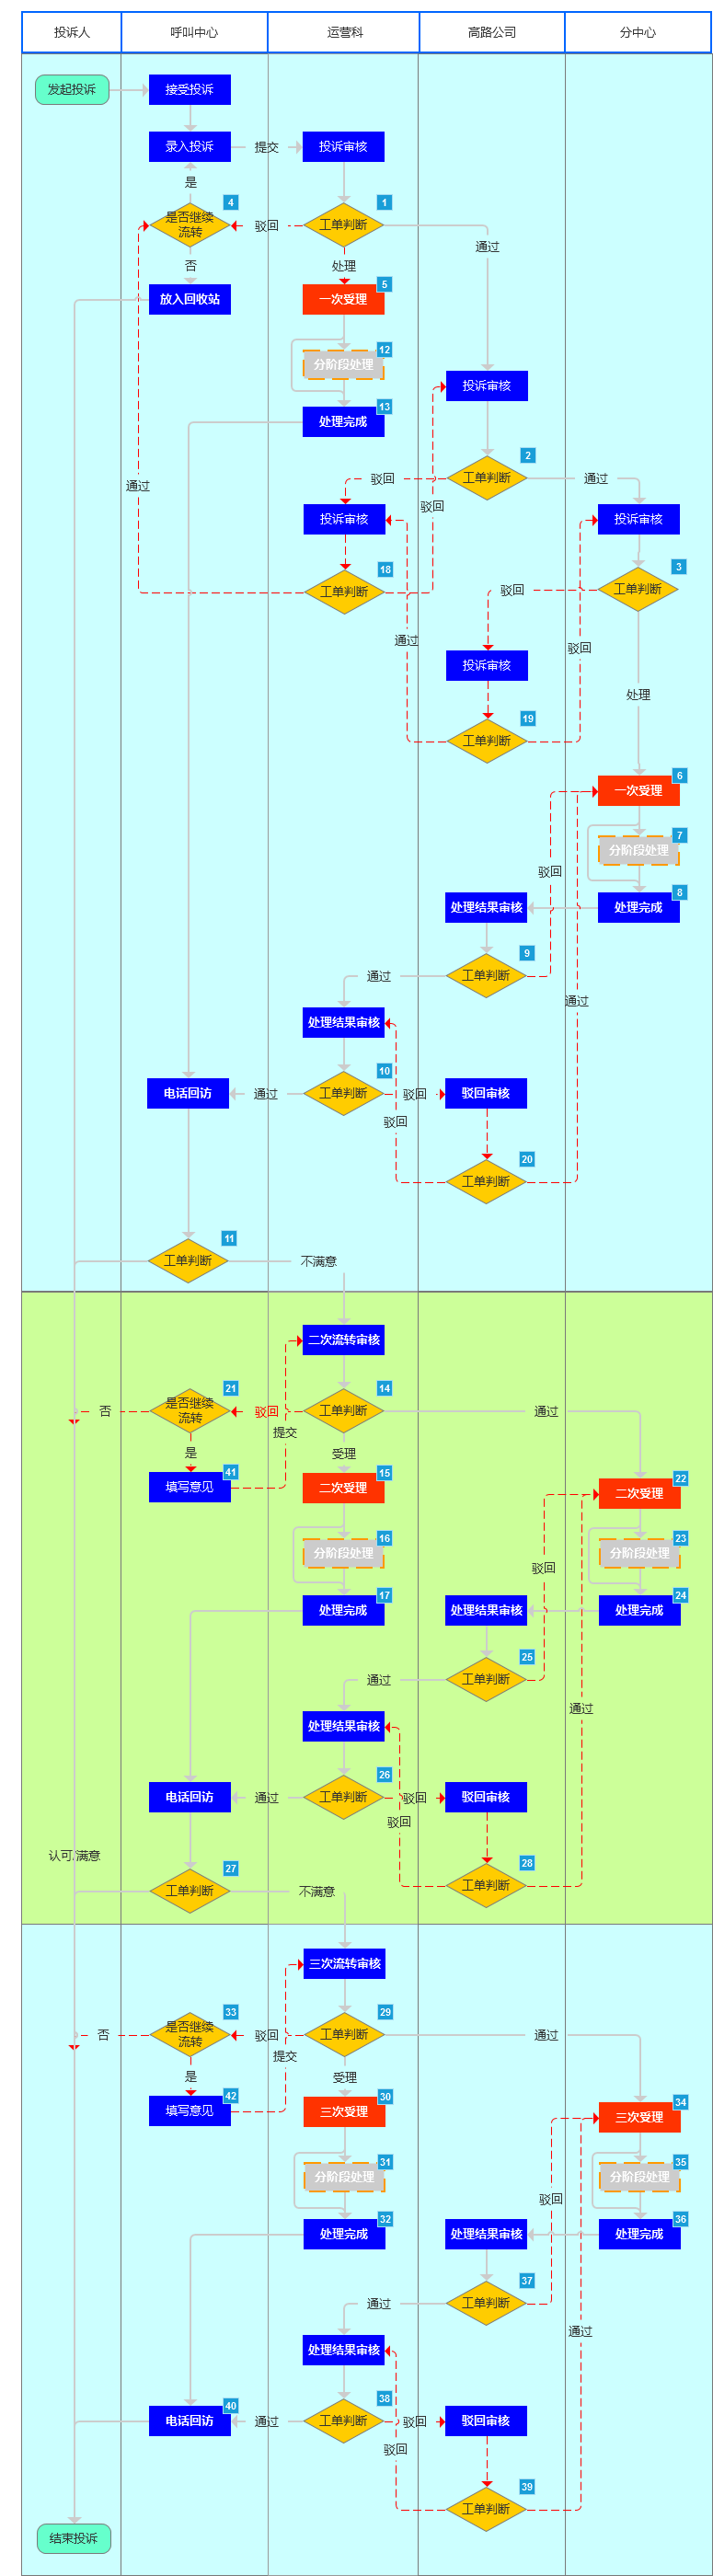 投诉人
呼叫中心
运营科
高路公司
分中心
发起投诉
接受投诉
录入投诉
提交
投诉审核
是
4
1
是否继续
流转
驳回
工单判断
通过
否
处理
5
放入回收站
一次受理
12
分阶段处理
投诉审核
13
处理完成
2
工单判断
驳回
通过
通过
驳回
投诉审核
投诉审核
18
工单判断
3
工单判断
驳回
通过
驳回
投诉审核
处理
19
工单判断
6
一次受理
7
分阶段处理
驳回
8
处理结果审核
处理完成
9
工单判断
通过
通过
处理结果审核
10
电话回访
通过
工单判断
驳回
驳回审核
驳回
20
工单判断
11
工单判断
不满意
二次流转审核
21
14
否
是否继续
流转
驳回
工单判断
通过
提交
是
受理
41
15
22
填写意见
二次受理
二次受理
16
23
分阶段处理
分阶段处理
驳回
17
24
处理完成
处理结果审核
处理完成
25
工单判断
通过
通过
处理结果审核
26
电话回访
通过
工单判断
驳回
驳回审核
驳回
认可/满意
27
28
工单判断
不满意
工单判断
三次流转审核
33
29
否
是否继续
流转
驳回
工单判断
通过
提交
是
受理
42
30
34
填写意见
三次受理
三次受理
31
35
分阶段处理
分阶段处理
驳回
32
36
处理完成
处理结果审核
处理完成
37
工单判断
通过
通过
处理结果审核
40
38
电话回访
通过
工单判断
驳回
驳回审核
驳回
39
工单判断
结束投诉